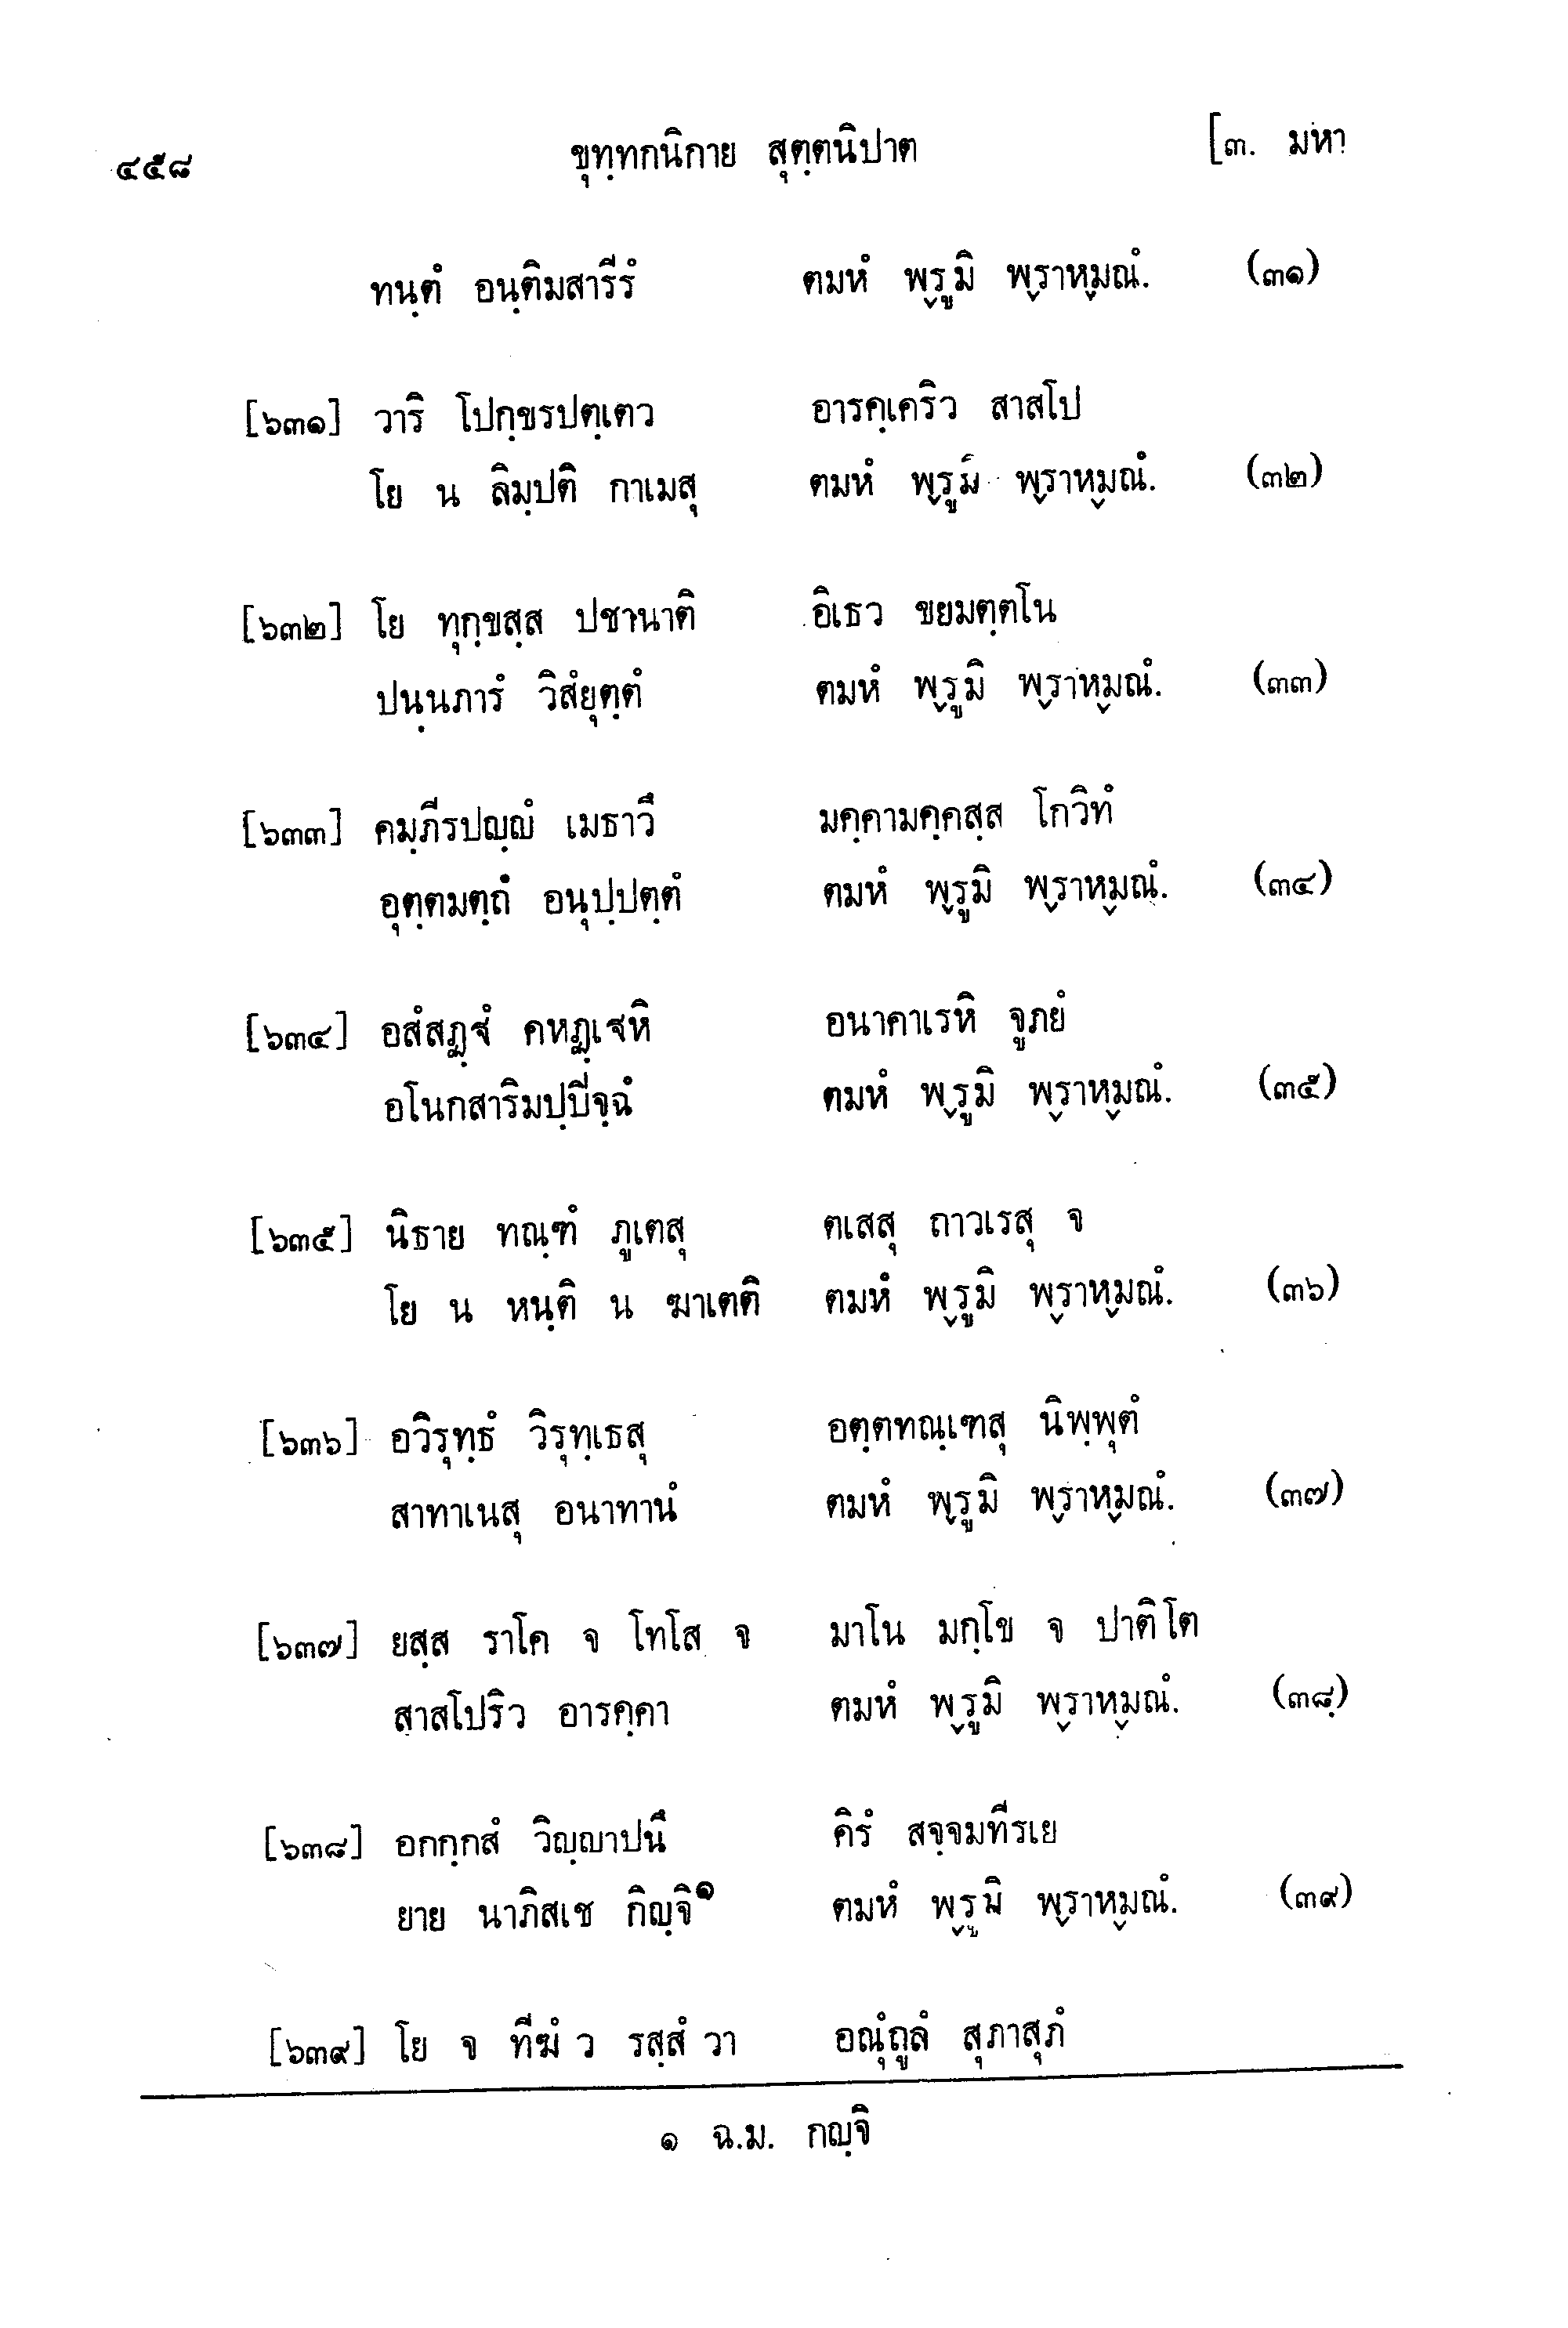 ๔๕๘ ขุทฺทกนิกาย สุตฺตนิปาต [๓. มหา
ทนฺตํ อนฺติมสารีรํ ตมหํ พฺรูมิ พฺราหฺมณํ. (๓๑)
[๖๓๑] วาริ โปกฺขรปตฺเตว อารคฺเคริว สาสโป
โย น ลิมฺปติ กาเมสุ ตมหํ พฺรูมิ พฺราหฺมณํ. (๓๒)
[๖๓๒] โย ทุกฺขสฺส ปชานาติ อิเธว ขยมตฺตโน
ปนฺนภารํ วิสํยุตฺตํ ตมหํ พฺรูมิ พฺราหฺมณํ. (๓๓)
[๖๓๓] คมฺภีรปญฺญํ เมธาวึ มคฺคามคฺคสฺส โกวิทํ
อุตฺตมตฺถํ อนุปฺปตฺตํ ตมหํ พฺรูมิ พฺราหฺมณํ. (๓๔)
[๖๓๔] อสํสฏฺฐํ คหฏฺเฐหิ อนาคาเรหิ จูภยํ
อโนกสาริมปฺปิจฺฉํ ตมหํ พฺรูมิ พฺราหฺมณํ. (๓๕)
[๖๓๕] นิธาย ทณฺฑํ ภูเตสุ ตเสสุ ถาวเรสุ จ
โย น หนฺติ น ฆาเตติ ตมหํ พฺรูมิ พฺราหฺมณํ. (๓๖)
[๖๓๖] อวิรุทฺธํ วิรุทฺเธสุ อตฺตทณฺเฑสุ นิพฺพุตํ
สาทาเนสุ อนาทานํ ตมหํ พฺรูมิ พฺราหฺมณํ. (๓๗)
[๖๓๗] ยสฺส ราโค จ โทโส จ มาโน มกฺโข จ ปาติโต
สาสโปริว อารคฺคา ตมหํ พฺรูมิ พฺราหฺมณํ. (๓๘)
[๖๓๘] อกกฺกสํ วิญฺญาปนึ คิรํ สจฺจมุทีรเย
ยาย นาภิสเช กิญฺจิ๑ ตมหํ พฺรูมิ พฺราหฺมณํ. (๓๙)
[๖๓๙] โย จ ทีฆํ ว รสฺสํ วา อณุํถูลํ สุภาสุภํ
๑ ฉ.ม. กญฺจิ